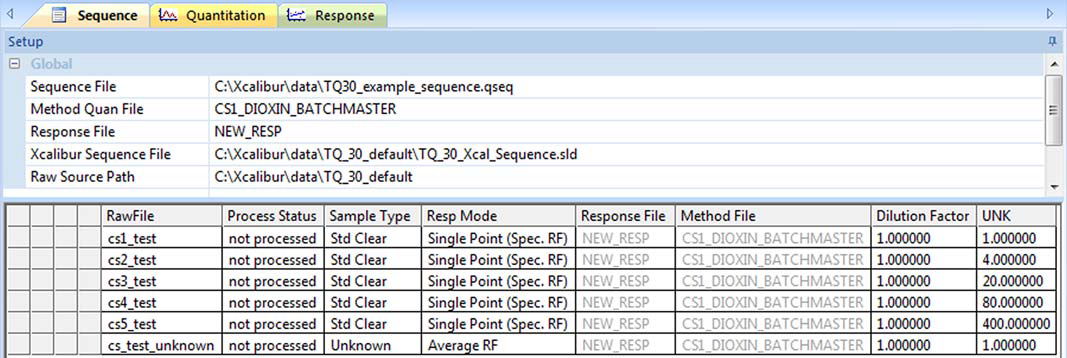 Sequence Quantitation Response
Setup
Global
Sequence File C:\Xcalibur\data\TQ30_example_sequence.qseq
Method Quan File CS1_DIOXIN_BATCHMASTER
Response File NEW_RESP
Xcalibur Sequence File C:\Xcalibur\data\TQ_30_default\TQ_30_Xcal_Sequence.sld
Raw Source Path C:\Xcalibur\data\TQ_30_default
RawFile Process Status Sample Type Resp Mode Response File Method File Dilution Factor UNK
cs1_test not processed Std Clear Single Point (Spec. RF) NEW_RESP CS1_DIOXIN_BATCHMASTER 1.000000 1.000000
cs2_test not processed Std Clear Single Point (Spec. RF) NEW_RESP CS1_DIOXIN_BATCHMASTER 1.000000 4.000000
cs3_test not processed Std Clear Single Point (Spec. RF) NEW_RESP CS1_DIOXIN_BATCHMASTER 1.000000 20.000000
cs4_test not processed Std Clear Single Point (Spec. RF) NEW_RESP CS1_DIOXIN_BATCHMASTER 1.000000 80.000000
cs5_test not processed Std Clear Single Point (Spec. RF) NEW_RESP CS1_DIOXIN_BATCHMASTER 1.000000 400.000000
cs_test_unknown not processed Unknown Average RF NEW_RESP CS1_DIOXIN_BATCHMASTER 1.000000 1.000000